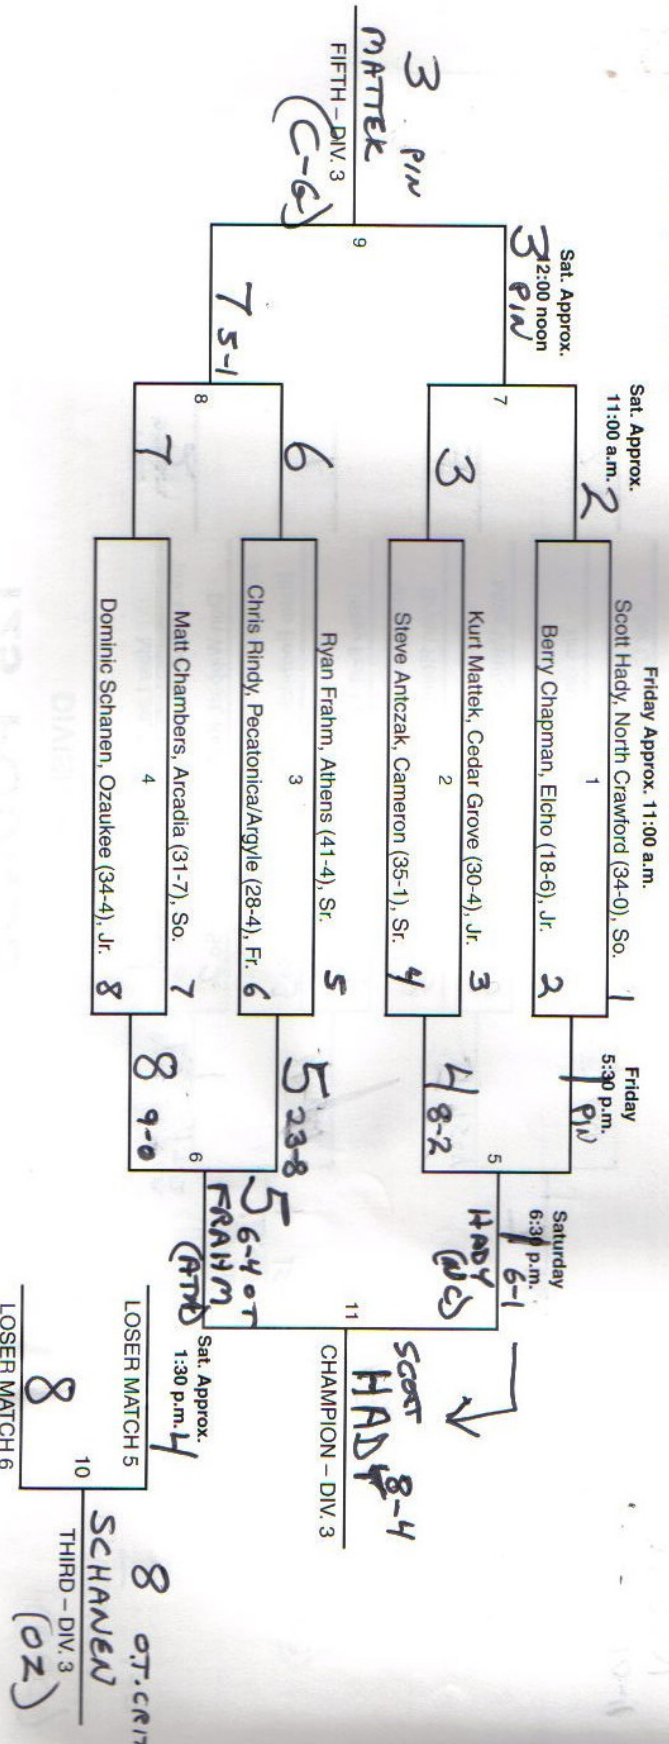 3 PIN
MATTEK
FIFTH – DIV. 3
(C-G)
9
Sat. Approx.
12:00 noon
3 PIN
7 5-1
Sat. Approx.
11:00 a.m.
2
7
3
6
8
7
Friday Approx. 11:00 a.m.
Scott Hady, North Crawford (34-0), So. 1
1
Berry Chapman, Elcho (18-6), Jr. 2
Kurt Mattek, Cedar Grove (30-4), Jr. 3
2
Steve Antczak, Cameron (35-1), Sr. 4
Ryan Frahm, Athens (41-4), Sr. 5
3
Chris Rindy, Pecatonica/Argyle (28-4), Fr. 6
Matt Chambers, Arcadia (31-7), So. 7
4
Dominic Schanen, Ozaukee (34-4), Jr. 8
Friday
5:30 p.m.
1 PIN
5
4 8-2
5 23-8
6
8 9-0
Saturday
6:30 p.m.
1 6-1
HADY
(NC)
11
5 6-4 OT
FRAHM
(ATH)
SCOTT
HADY 8-4
CHAMPION – DIV. 3
Sat. Approx.
1:30 p.m.
4
LOSER MATCH 5
10
8
LOSER MATCH 6
8 O.T. CRIT
SCHANEN
THIRD – DIV. 3
(OZ)